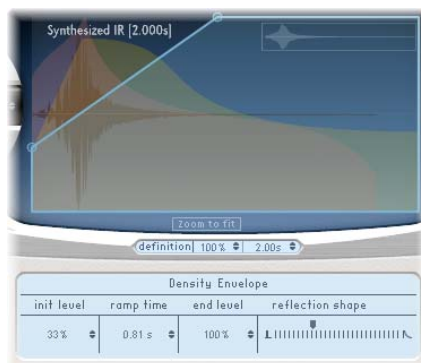 Synthesized IR [2.000s]
Zoom to fit
definition 100% 2.00s
Density Envelope
init level ramp time end level reflection shape
33% 0.81 s 100%